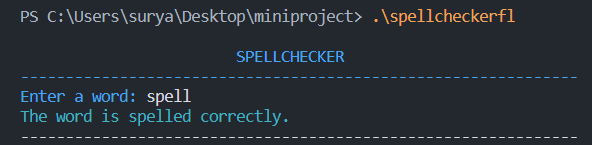 PS C:\Users\surya\Desktop\miniproject> .\spellcheckerfl
SPELLCHECKER
------------------------------------------------------------
Enter a word: spell
The word is spelled correctly.
------------------------------------------------------------